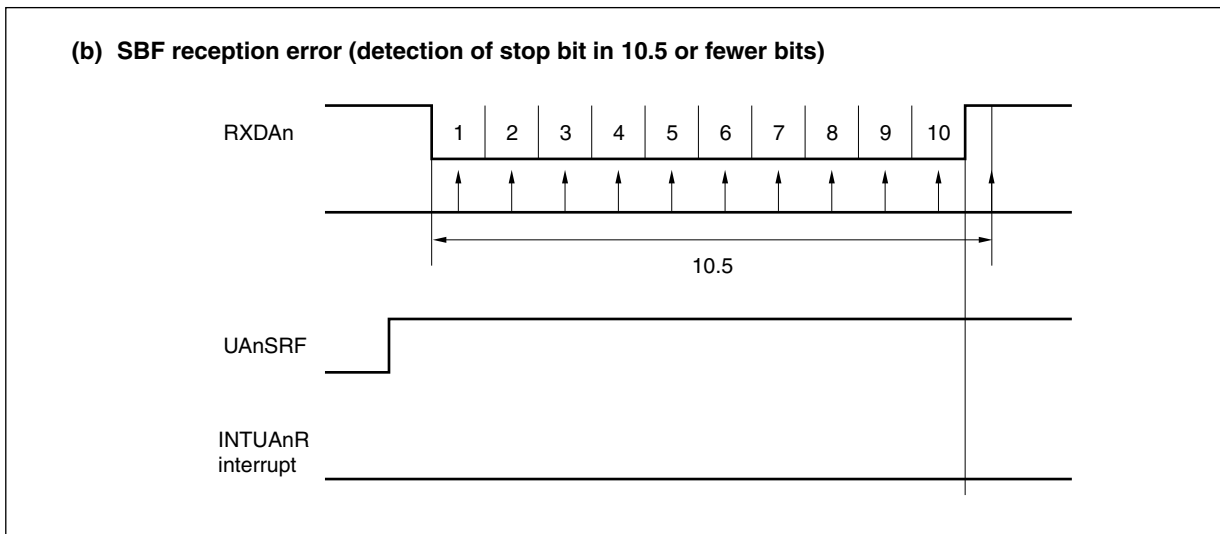 (b) SBF reception error (detection of stop bit in 10.5 or fewer bits)
RXDAn
1 2 3 4 5 6 7 8 9 10
10.5
UAnSRF
INTUAnR
interrupt